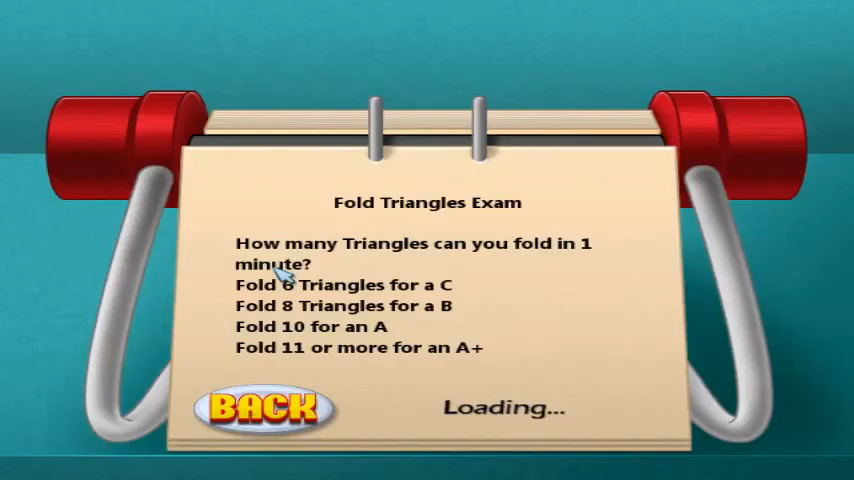 Fold Triangles Exam
How many Triangles can you fold in 1
minute?
Fold 6 Triangles for a C
Fold 8 Triangles for a B
Fold 10 for an A
Fold 11 or more for an A+
BACK
Loading...